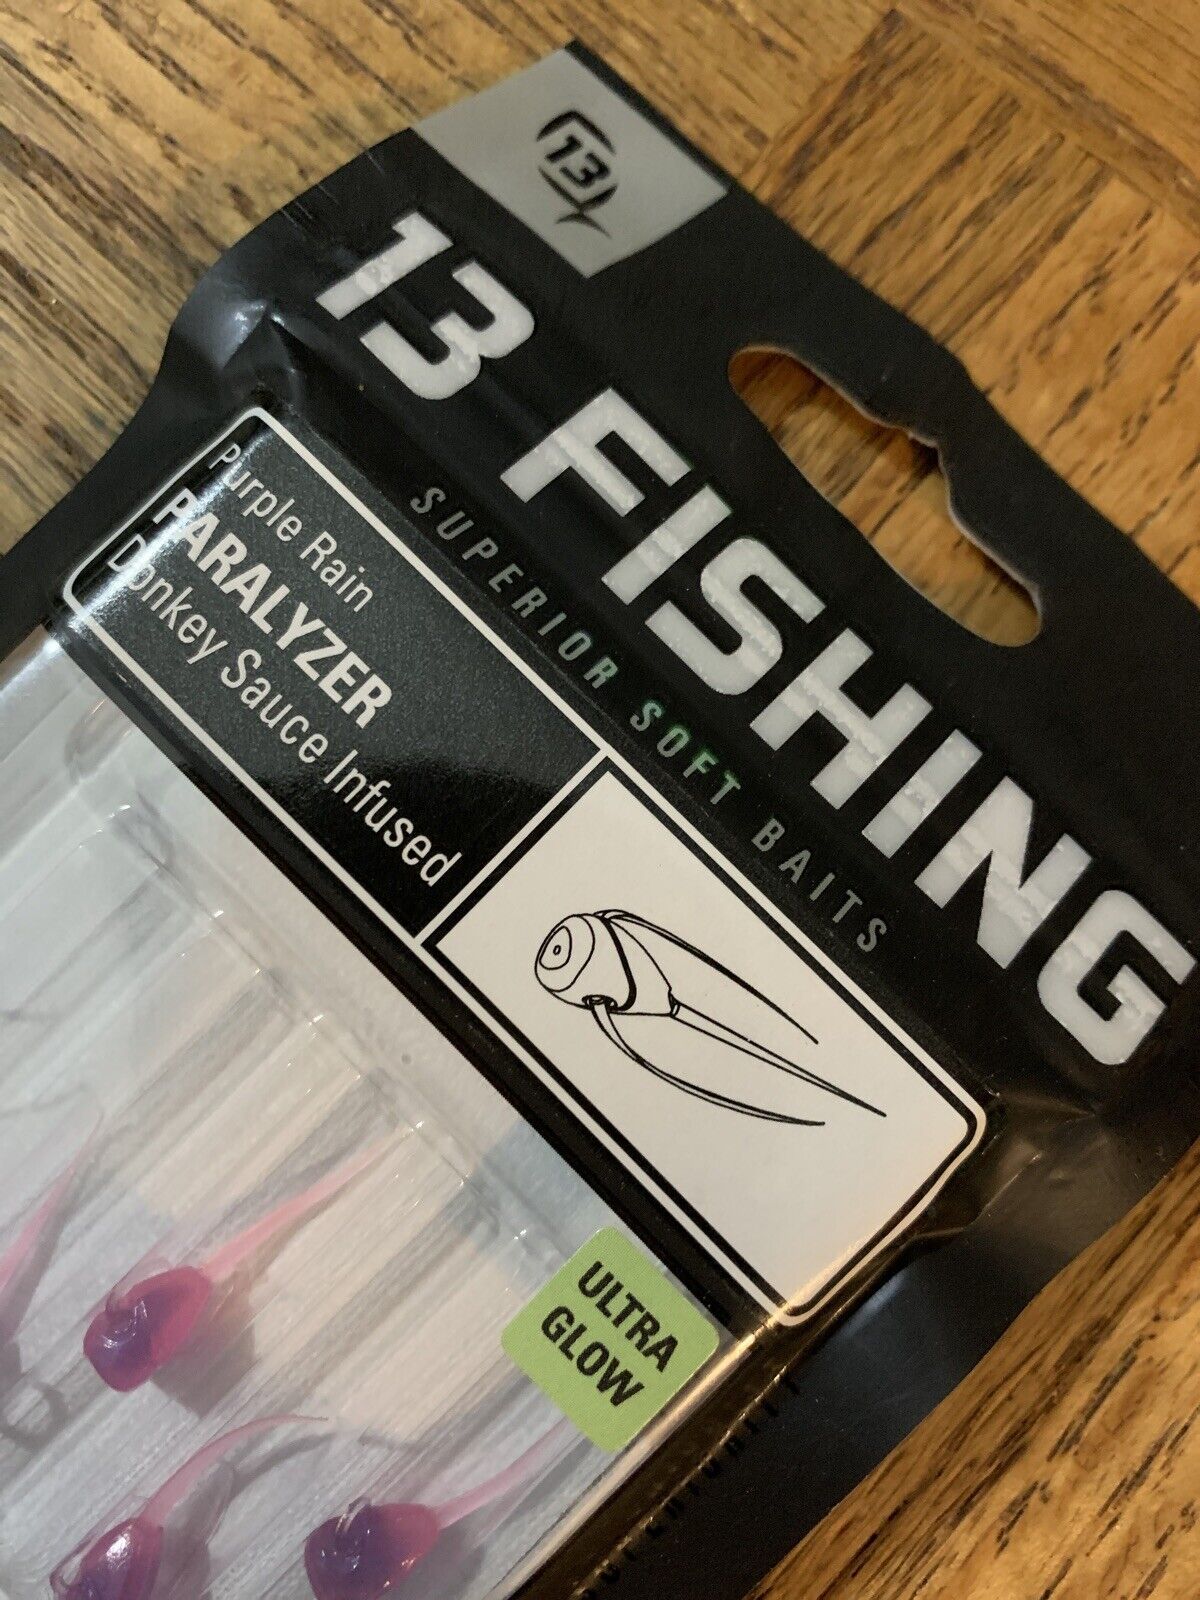 13
13 FISHING
SUPERIOR SOFT BAITS
Purple Rain
PARALYZER
Donkey Sauce Infused
ULTRA
GLOW